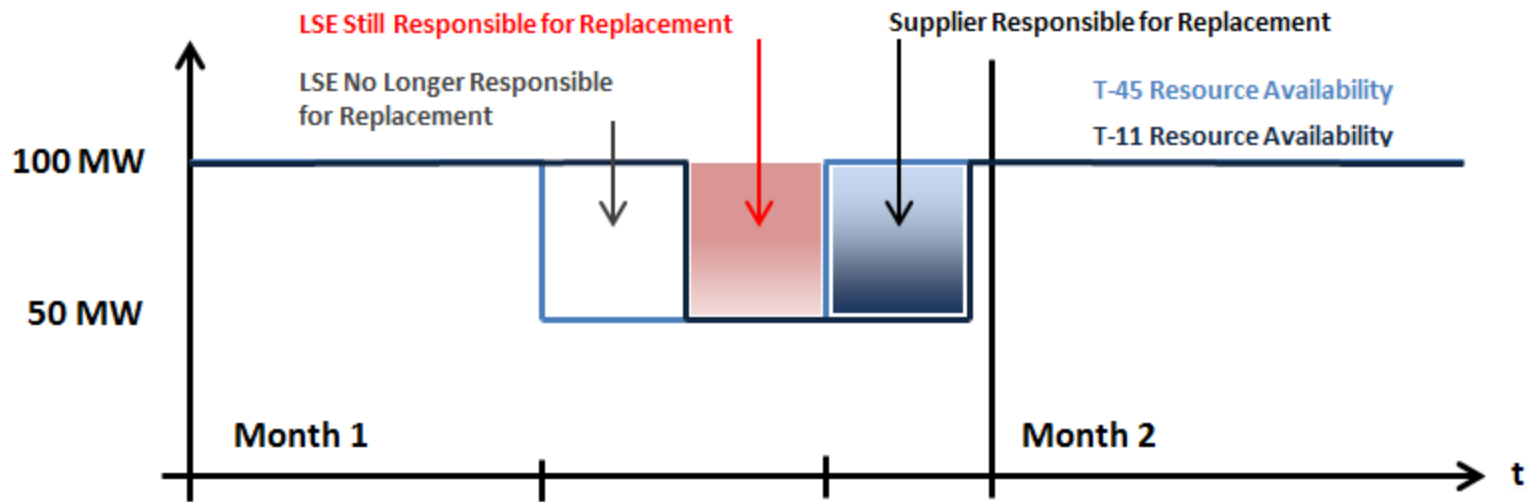 LSE Still Responsible for Replacement
Supplier Responsible for Replacement
LSE No Longer Responsible
for Replacement
T-45 Resource Availability
T-11 Resource Availability
100 MW
50 MW
Month 1
Month 2
t